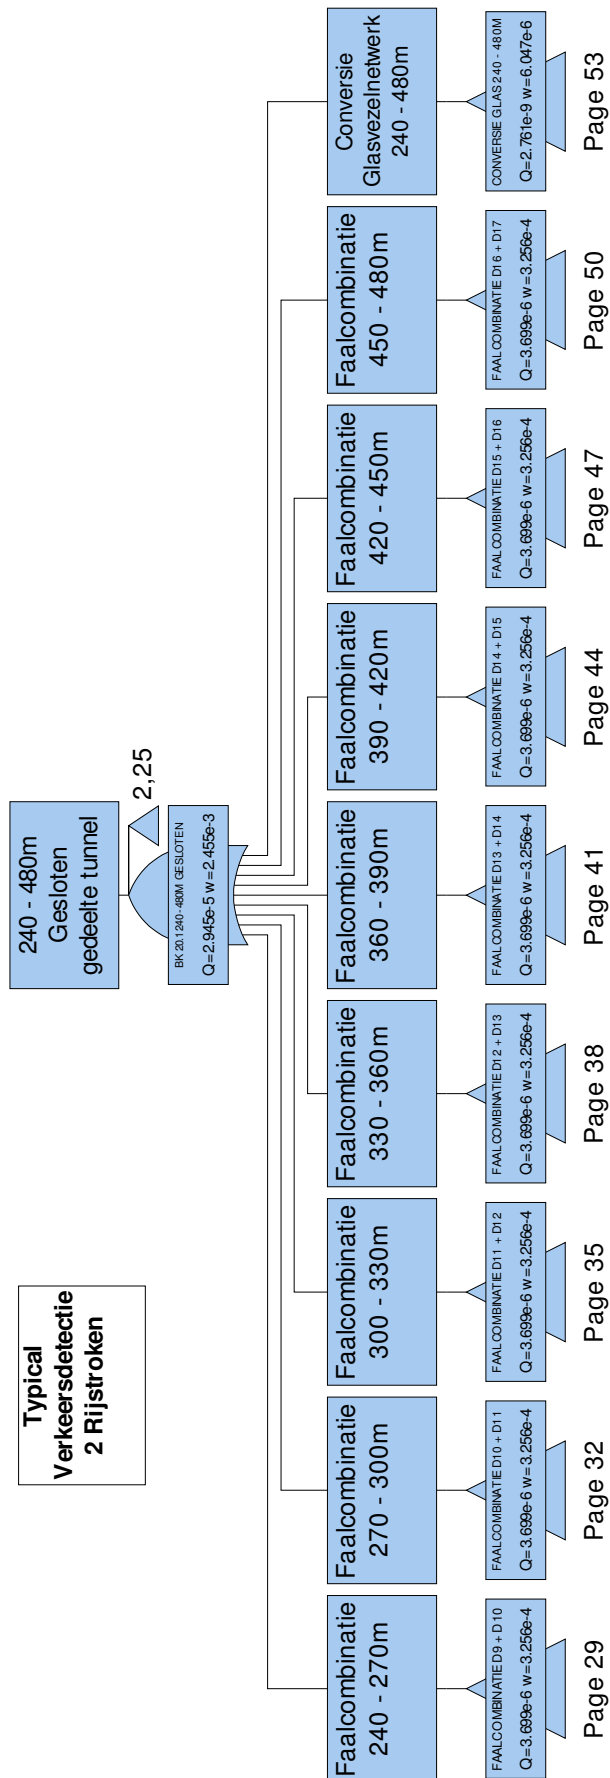 Typical
Verkeersdetectie
2 Rijstroken
240 - 480m
Gesloten
gedeelte tunnel
2,25
BK 20.1 240 - 480M GESLOTEN
Q=2.945e-5 w=2.455e-3
Faalcombinatie
240 - 270m
FAALCOMBINATIE D9 + D10
Q=3.699e-6 w=3.256e-4
Page 29
Faalcombinatie
270 - 300m
FAALCOMBINATIE D10 + D11
Q=3.699e-6 w=3.256e-4
Page 32
Faalcombinatie
300 - 330m
FAALCOMBINATIE D11 + D12
Q=3.699e-6 w=3.256e-4
Page 35
Faalcombinatie
330 - 360m
FAALCOMBINATIE D12 + D13
Q=3.699e-6 w=3.256e-4
Page 38
Faalcombinatie
360 - 390m
FAALCOMBINATIE D13 + D14
Q=3.699e-6 w=3.256e-4
Page 41
Faalcombinatie
390 - 420m
FAALCOMBINATIE D14 + D15
Q=3.699e-6 w=3.256e-4
Page 44
Faalcombinatie
420 - 450m
FAALCOMBINATIE D15 + D16
Q=3.699e-6 w=3.256e-4
Page 47
Faalcombinatie
450 - 480m
FAALCOMBINATIE D16 + D17
Q=3.699e-6 w=3.256e-4
Page 50
Conversie
Glasvezelnetwerk
240 - 480m
CONVERSIE GLAS 240 - 480M
Q=2.761e-9 w=6.047e-6
Page 53